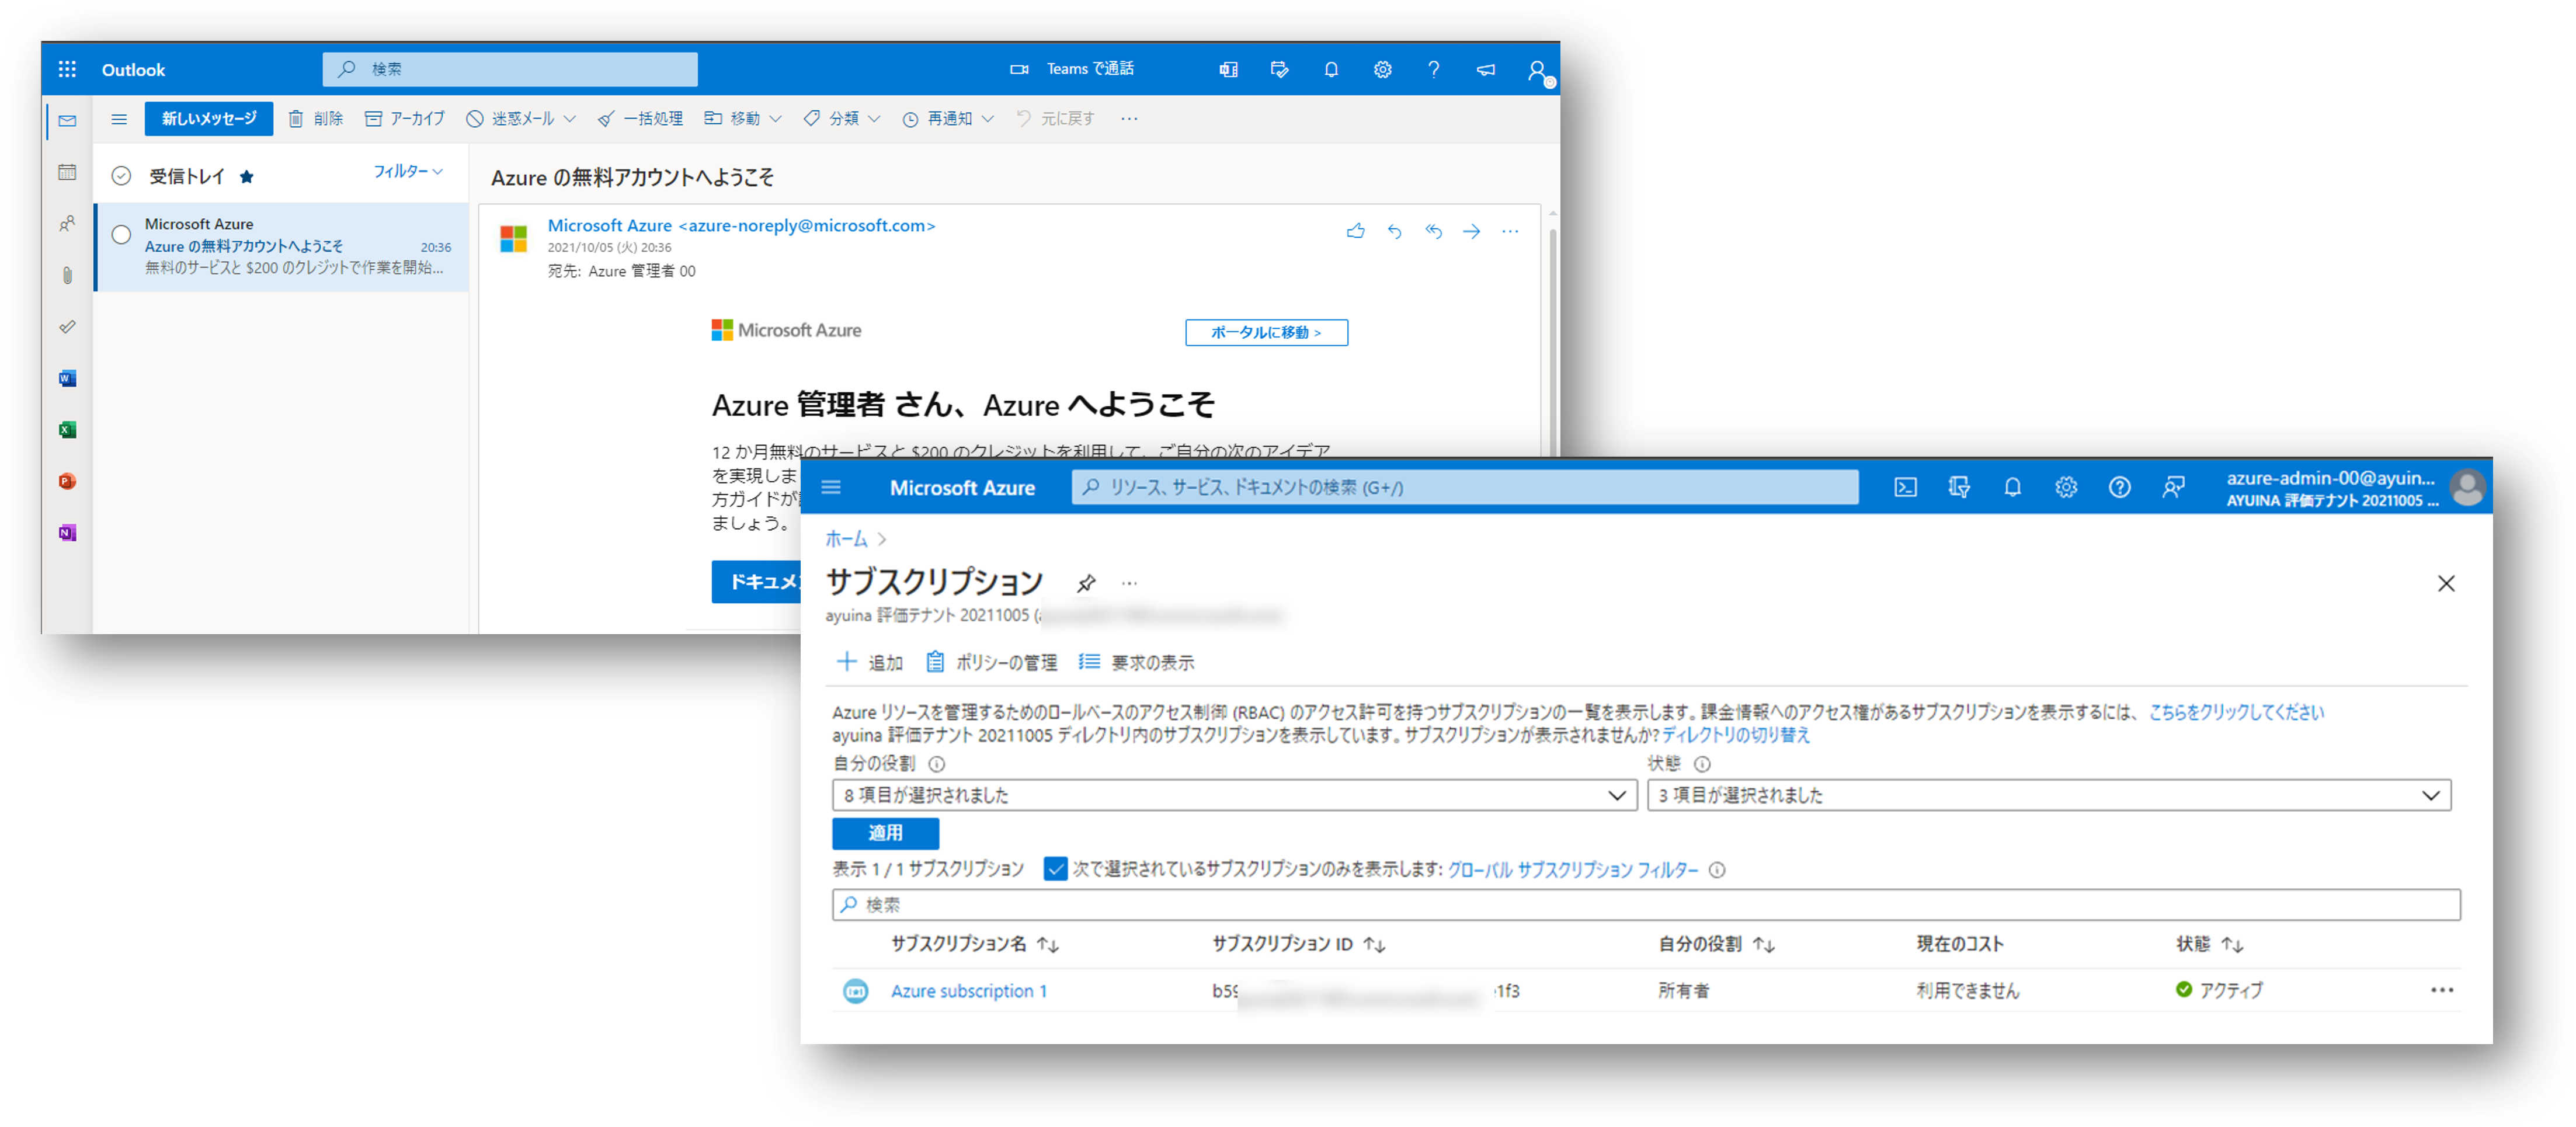 Outlook
検索
Teams で通話
新しいメッセージ 削除 アーカイブ 迷惑メール 一括処理 移動 分類 再通知 元に戻す ...
受信トレイ フィルター
Microsoft Azure
Azure の無料アカウントへようこそ 20:36
無料のサービスと $200 のクレジットで作業を開始...
Azure の無料アカウントへようこそ
Microsoft Azure <azure-noreply@microsoft.com>
2021/10/05 (火) 20:36
宛先: Azure 管理者 00
Microsoft Azure
ポータルに移動 >
Azure 管理者 さん、Azure へようこそ
12 か月無料のサービスと $200 のクレジットを利用して、ご自分の次のアイデア
を実現しま
方ガイドが
ましょう。
ドキュメ
Microsoft Azure
リソース、サービス、ドキュメントの検索 (G+/)
azure-admin-00@ayuin...
AYUINA 評価テナント 20211005 ...
ホーム >
サブスクリプション ...
ayuina 評価テナント 20211005 (
追加 ポリシーの管理 要求の表示
Azure リソースを管理するためのロールベースのアクセス制御 (RBAC) のアクセス許可を持つサブスクリプションの一覧を表示します。課金情報へのアクセス権があるサブスクリプションを表示するには、こちらをクリックしてください
ayuina 評価テナント 20211005 ディレクトリ内のサブスクリプションを表示しています。サブスクリプションが表示されませんか? ディレクトリの切り替え
自分の役割 状態
8 項目が選択されました 3 項目が選択されました
適用
表示 1 / 1 サブスクリプション 次で選択されているサブスクリプションのみを表示します: グローバル サブスクリプション フィルター
検索
サブスクリプション名 ↑↓ サブスクリプション ID ↑↓ 自分の役割 ↑↓ 現在のコスト 状態 ↑↓
Azure subscription 1 b59 1f3 所有者 利用できません アクティブ ...